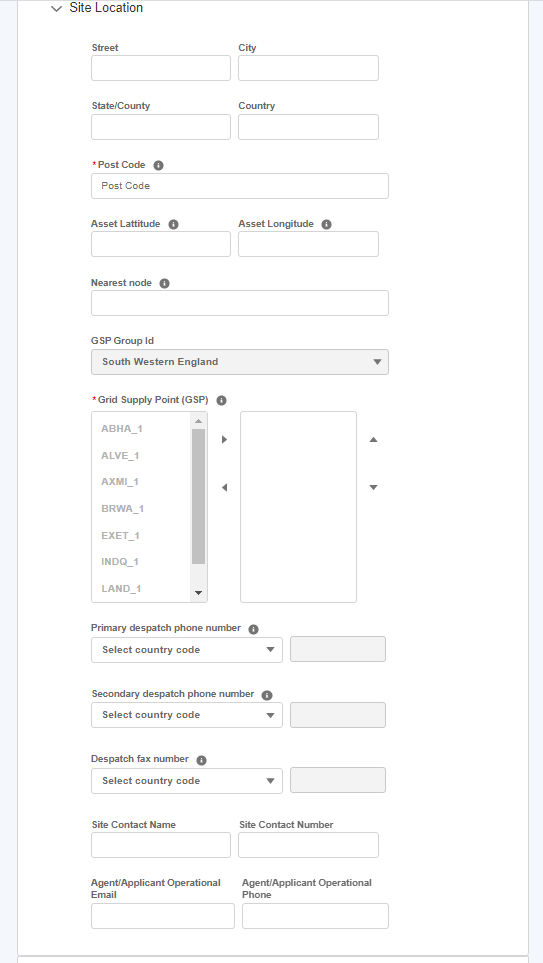 Site Location
Street City
State/County Country
*Post Code
Post Code
Asset Lattitude Asset Longitude
Nearest node
GSP Group Id
South Western England
*Grid Supply Point (GSP)
ABHA_1
ALVE_1
AXMI_1
BRWA_1
EXET_1
INDQ_1
LAND_1
Primary despatch phone number
Select country code
Secondary despatch phone number
Select country code
Despatch fax number
Select country code
Site Contact Name Site Contact Number
Agent/Applicant Operational Agent/Applicant Operational
Email Phone